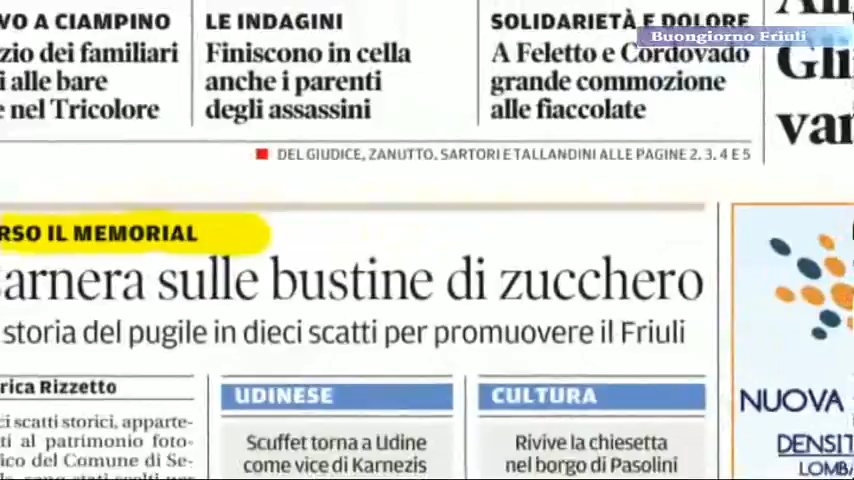 VO A CIAMPINO
zio dei familiari
i alle bare
nel Tricolore
LE INDAGINI
Finiscono in cella
anche i parenti
degli assassini
SOLIDARIETÀ E DOLORE
A Feletto e Cordovado
grande commozione
alle fiaccolate
Buongiorno Friuli
Gli
van
DEL GIUDICE, ZANUTTO, SARTORI E TALLANDINI ALLE PAGINE 2, 3, 4 E 5
RSO IL MEMORIAL
Carnera sulle bustine di zucchero
storia del pugile in dieci scatti per promuovere il Friuli
rica Rizzetto
ci scatti storici, apparte-
ti al patrimonio foto-
ico del Comune di Se-
UDINESE
Scuffet torna a Udine
come vice di Karnezis
CULTURA
Rivive la chiesetta
nel borgo di Pasolini
NUOVA
DENSIT
LOMBA